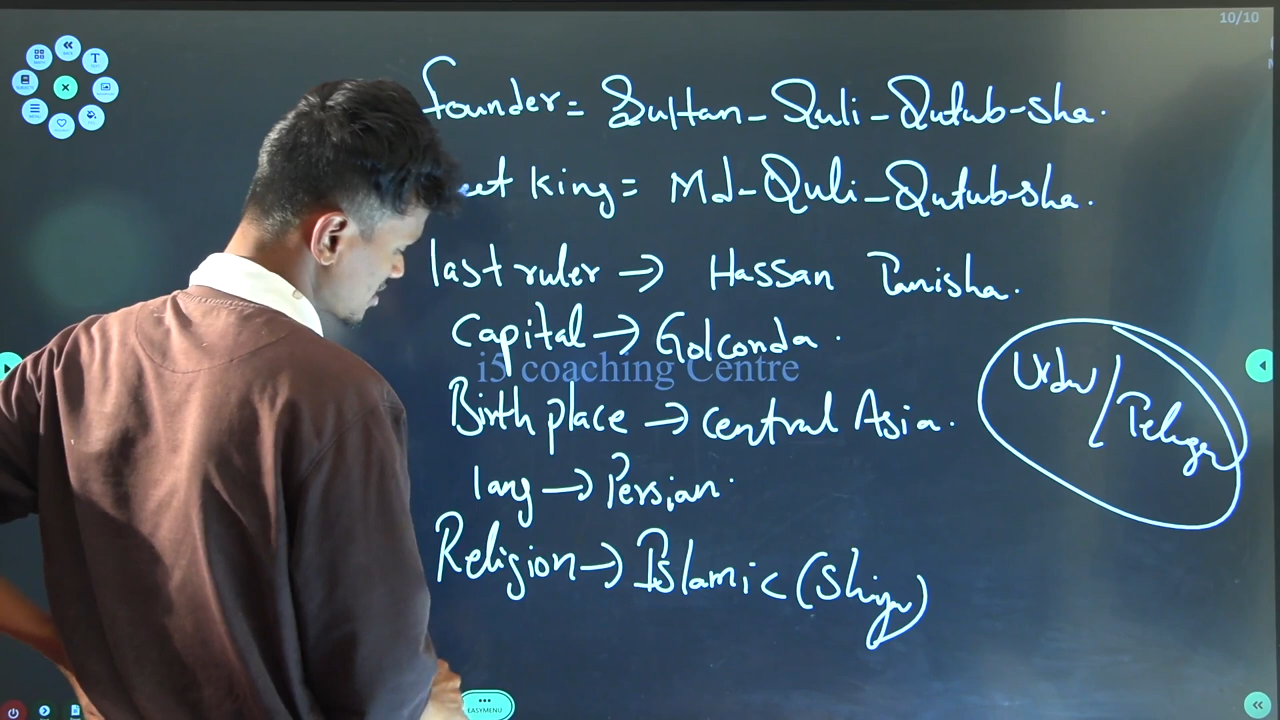 10/10
founder = Sultan - Quli - Qutub - sha.
king = Md - Quli - Qutub sha.
last ruler → Hassan Tanisha.
Capital → Golconda.
i5 coaching Centre
Birth place → central Asia.
Urdu / Telugu
lang → Persian.
Religion → Islamic (Shiya)
EASYMENU